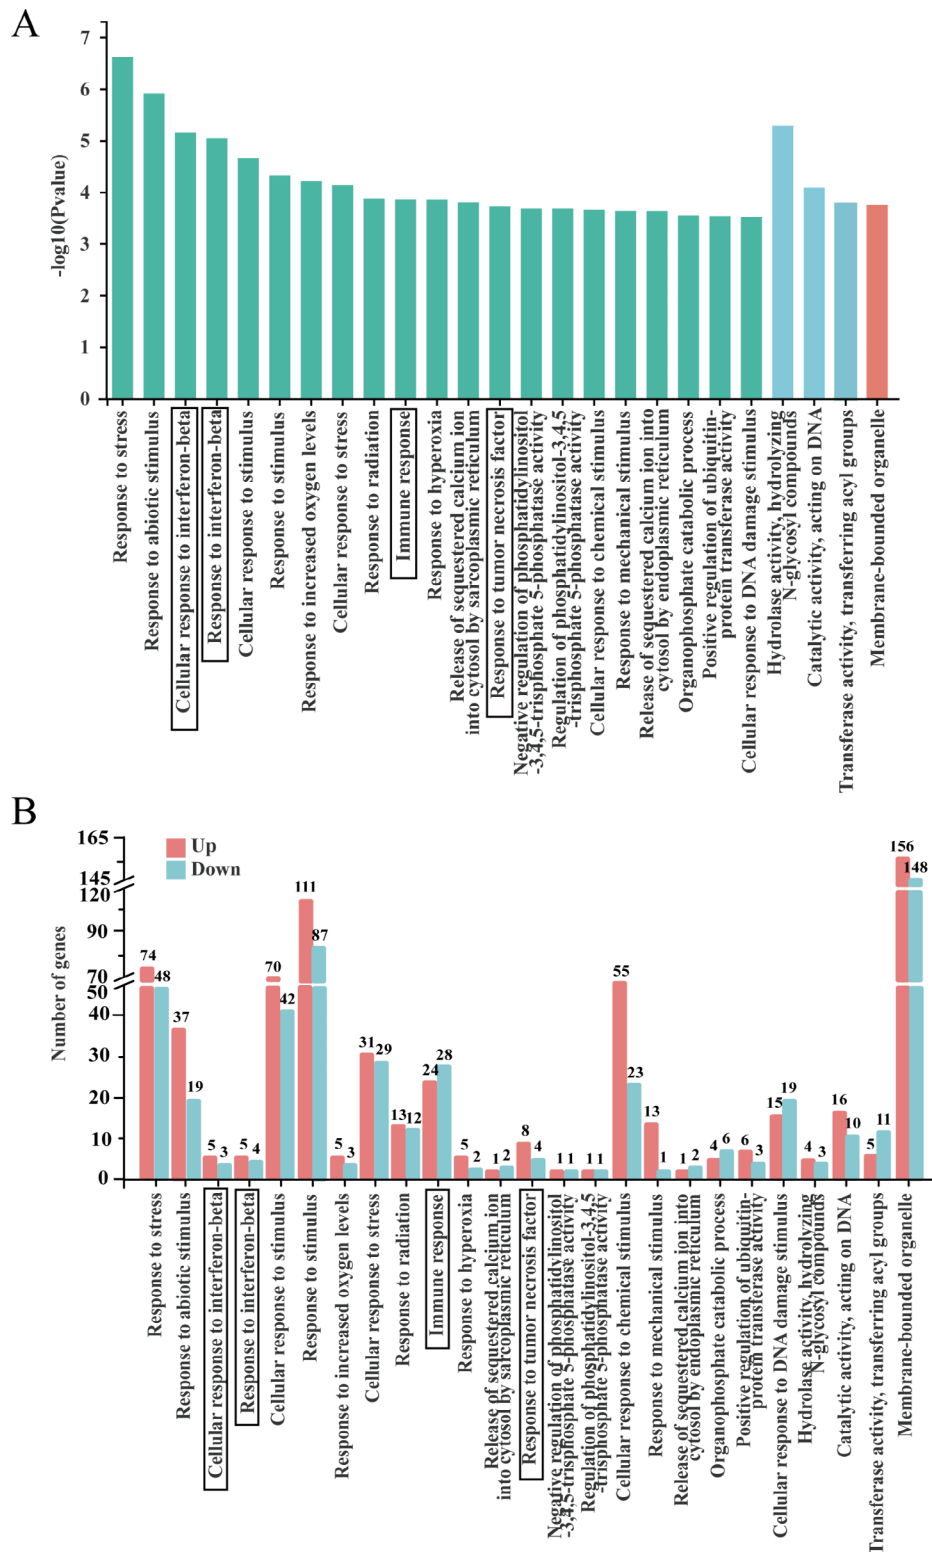 A
-log10(Pvalue)
7
6
5
4
3
2
1
0
Response to stress
Response to abiotic stimulus
Cellular response to interferon-beta
Response to interferon-beta
Cellular response to stimulus
Response to stimulus
Response to increased oxygen levels
Cellular response to stress
Response to radiation
Immune response
Response to hyperoxia
Release of sequestered calcium ion
into cytosol by sarcoplasmic reticulum
Response to tumor necrosis factor
Negative regulation of phosphatidylinositol
-3,4,5-trisphosphate 5-phosphatase activity
Regulation of phosphatidylinositol-3,4,5
-trisphosphate 5-phosphatase activity
Cellular response to chemical stimulus
Response to mechanical stimulus
Release of sequestered calcium ion into
cytosol by endoplasmic reticulum
Organophosphate catabolic process
Positive regulation of ubiquitin-
protein transferase activity
Cellular response to DNA damage stimulus
Hydrolase activity, hydrolyzing
N-glycosyl compounds
Catalytic activity, acting on DNA
Transferase activity, transferring acyl groups
Membrane-bounded organelle
B
Number of genes
165
145
120
90
70
50
40
30
20
10
0
Up
Down
74
48
37
19
5
3
5
4
70
42
111
87
5
3
31
29
13
12
24
28
5
2
1
2
8
4
1
1
1
1
55
23
13
1
1
2
4
6
6
3
15
19
4
3
16
10
5
11
156
148
Response to stress
Response to abiotic stimulus
Cellular response to interferon-beta
Response to interferon-beta
Cellular response to stimulus
Response to stimulus
Response to increased oxygen levels
Cellular response to stress
Response to radiation
Immune response
Response to hyperoxia
Release of sequestered calcium ion
into cytosol by sarcoplasmic reticulum
Response to tumor necrosis factor
Negative regulation of phosphatidylinositol
-3,4,5-trisphosphate 5-phosphatase activity
Regulation of phosphatidylinositol-3,4,5
-trisphosphate 5-phosphatase activity
Cellular response to chemical stimulus
Response to mechanical stimulus
Release of sequestered calcium ion into
cytosol by endoplasmic reticulum
Organophosphate catabolic process
Positive regulation of ubiquitin-
protein transferase activity
Cellular response to DNA damage stimulus
Hydrolase activity, hydrolyzing
N-glycosyl compounds
Catalytic activity, acting on DNA
Transferase activity, transferring acyl groups
Membrane-bounded organelle